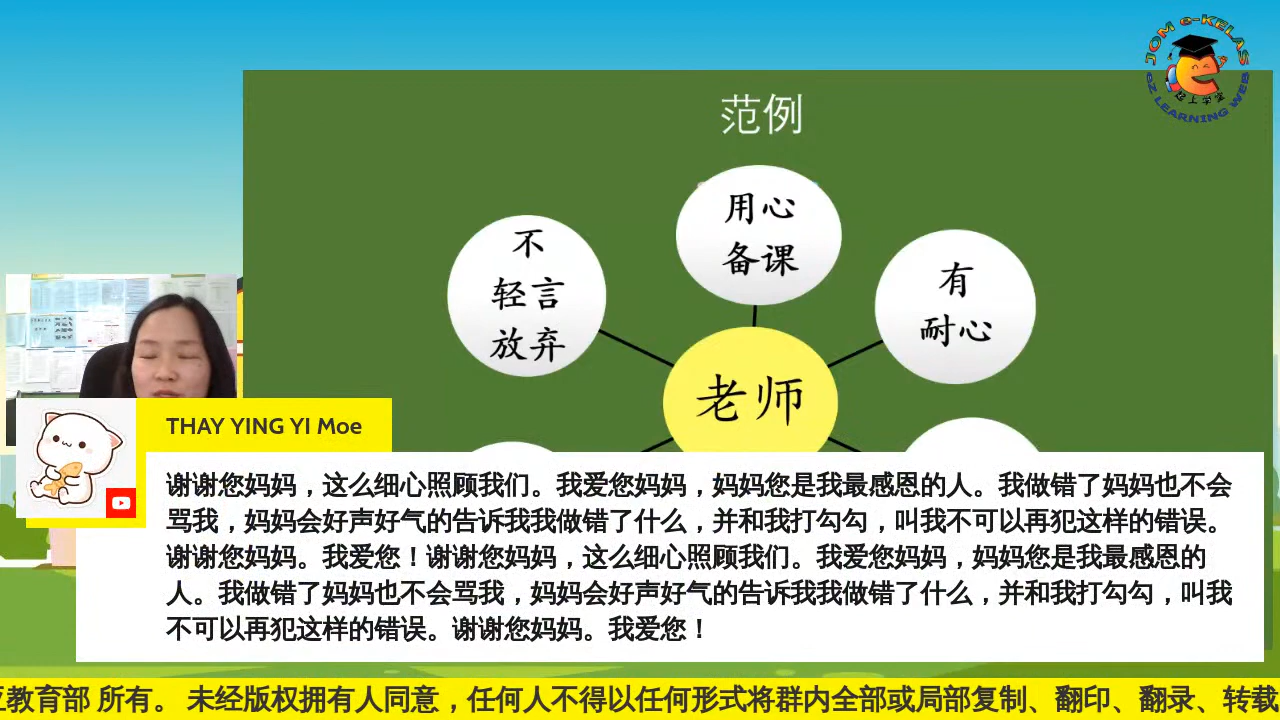 JOM e-KELAS
EZ LEARNING WEB
线上学堂
范例
用心
备课
不
轻言
放弃
有
耐心
老师
THAY YING YI Moe
谢谢您妈妈，这么细心照顾我们。我爱您妈妈，妈妈您是我最感恩的人。我做错了妈妈也不会
骂我，妈妈会好声好气的告诉我我做错了什么，并和我打勾勾，叫我不可以再犯这样的错误。
谢谢您妈妈。我爱您！谢谢您妈妈，这么细心照顾我们。我爱您妈妈，妈妈您是我最感恩的
人。我做错了妈妈也不会骂我，妈妈会好声好气的告诉我我做错了什么，并和我打勾勾，叫我
不可以再犯这样的错误。谢谢您妈妈。我爱您！
教育部 所有。 未经版权拥有人同意，任何人不得以任何形式将群内全部或局部复制、翻印、翻录、转载